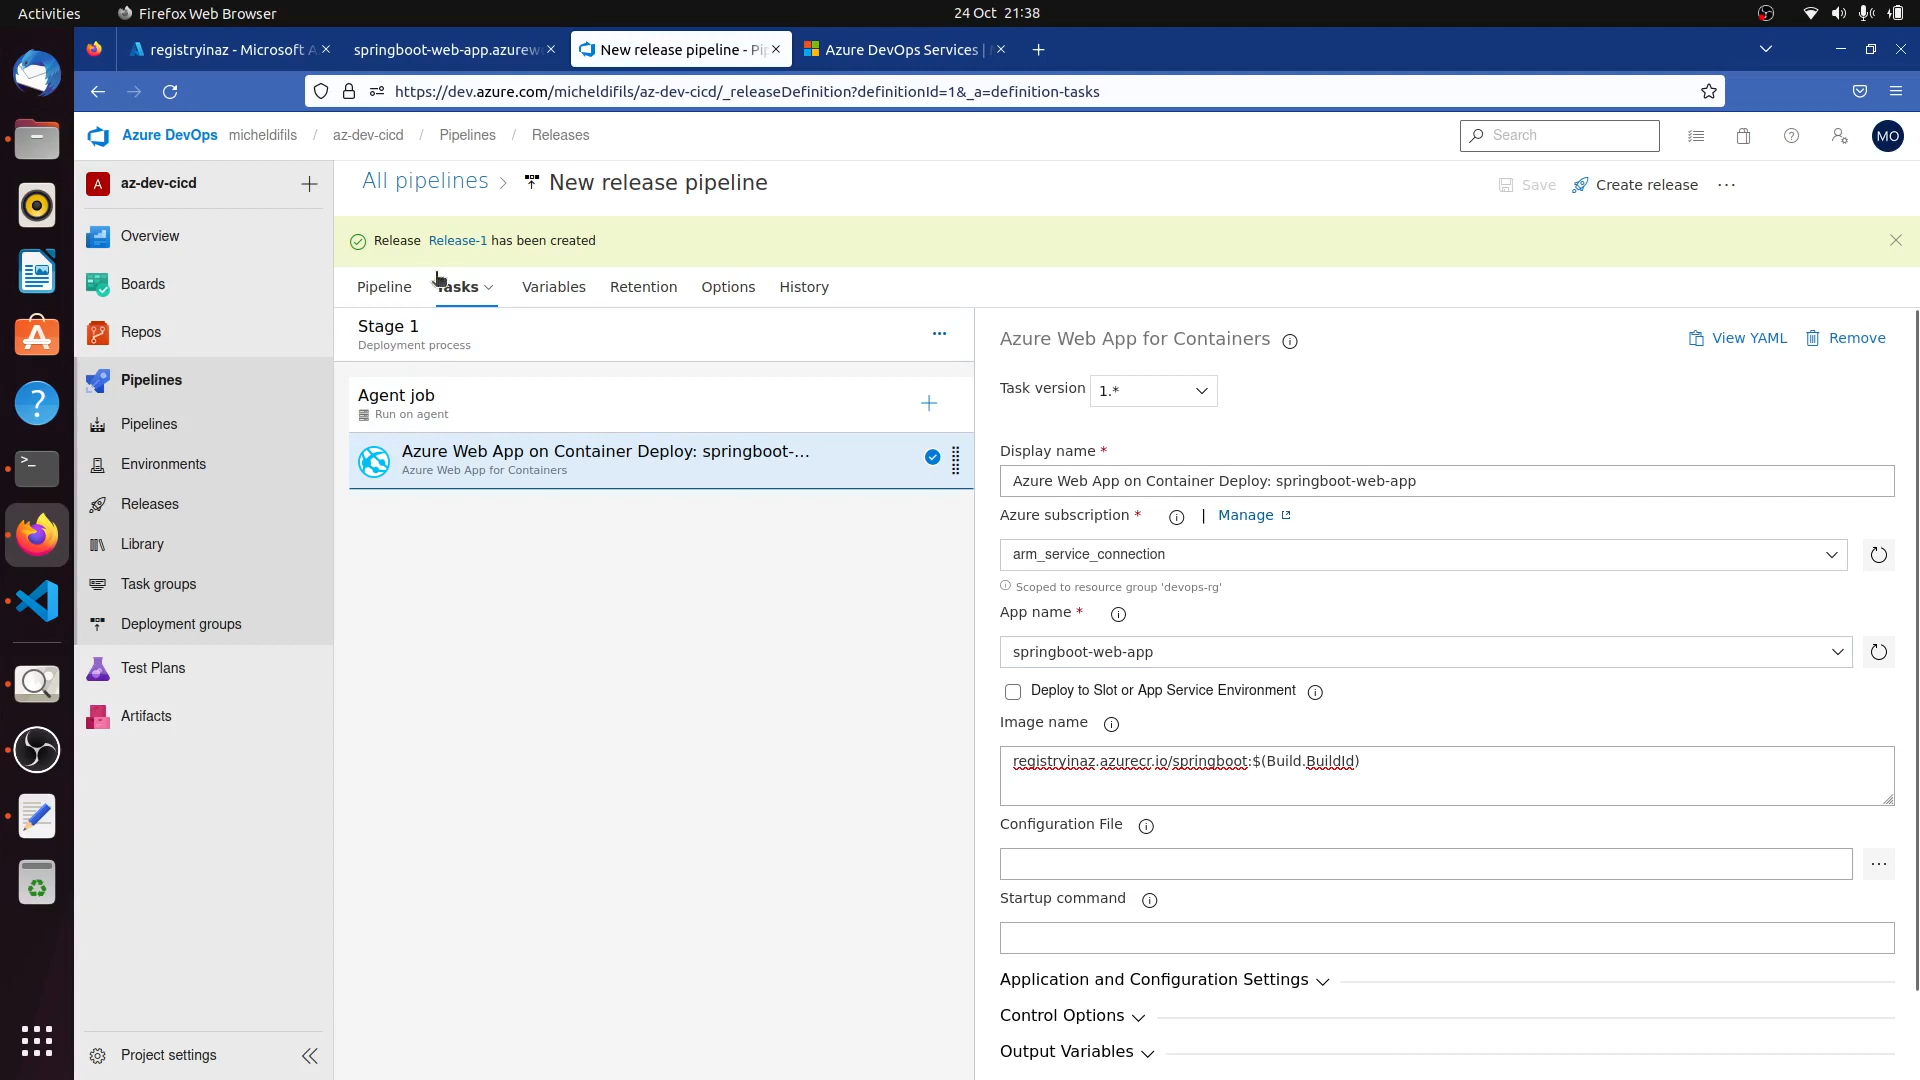 Activities
Firefox Web Browser
24 Oct 21:38
registryinaz - Microsoft A
springboot-web-app.azurew
New release pipeline - Pip
Azure DevOps Services |
https://dev.azure.com/micheldifils/az-dev-cicd/_releaseDefinition?definitionId=1&_a=definition-tasks
Azure DevOps micheldifils / az-dev-cicd / Pipelines / Releases
Search
MO
A az-dev-cicd
Overview
Boards
Repos
Pipelines
Pipelines
Environments
Releases
Library
Task groups
Deployment groups
Test Plans
Artifacts
Project settings
All pipelines > New release pipeline
Save Create release ...
Release Release-1 has been created
Pipeline Tasks Variables Retention Options History
Stage 1
Deployment process
Agent job
Run on agent
Azure Web App on Container Deploy: springboot-...
Azure Web App for Containers
Azure Web App for Containers
View YAML Remove
Task version 1.*
Display name *
Azure Web App on Container Deploy: springboot-web-app
Azure subscription * | Manage
arm_service_connection
Scoped to resource group 'devops-rg'
App name *
springboot-web-app
Deploy to Slot or App Service Environment
Image name
registryinaz.azurecr.io/springboot:$(Build.BuildId)
Configuration File
...
Startup command
Application and Configuration Settings
Control Options
Output Variables